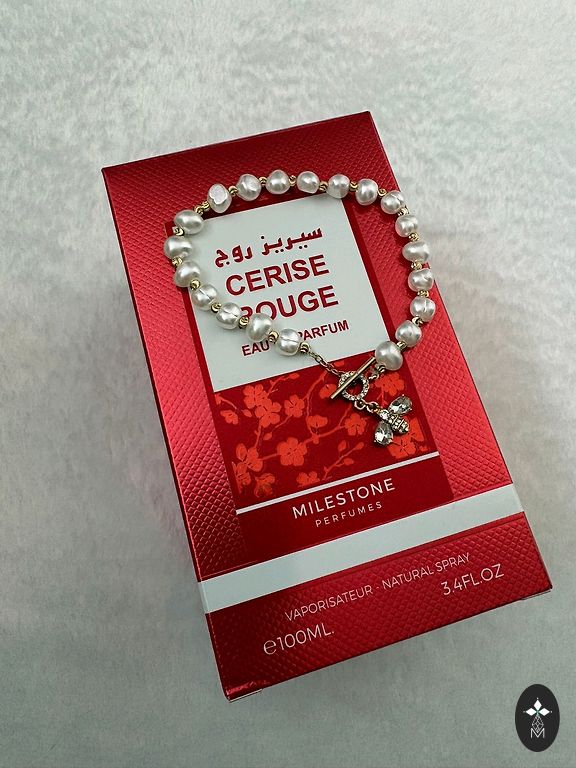 سيريز روج
CERISE
ROUGE
EAU PARFUM
MILESTONE
PERFUMES
VAPORISATEUR - NATURAL SPRAY
℮100ML.
3.4FL.OZ
M